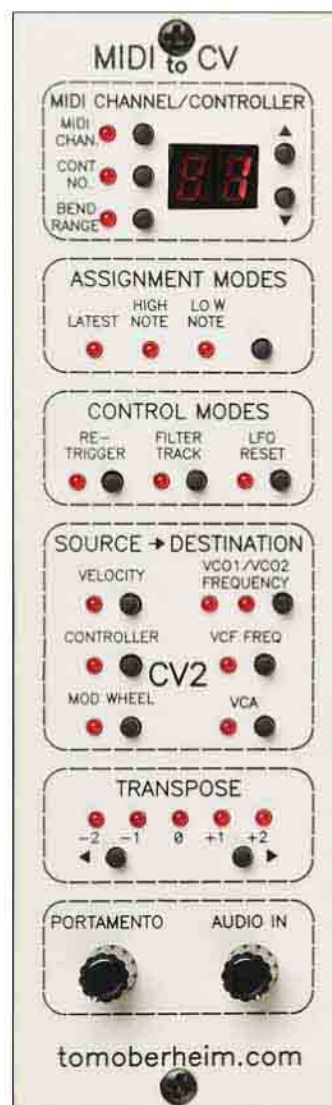 MIDI to CV
MIDI CHANNEL/CONTROLLER
MIDI
CHAN.
CONT
NO.
BEND
RANGE
1
▲
▼
ASSIGNMENT MODES
LATEST
HIGH
NOTE
LOW
NOTE
CONTROL MODES
RE-
TRIGGER
FILTER
TRACK
LFO
RESET
SOURCE → DESTINATION
VELOCITY
VCO1/VCO2
FREQUENCY
CONTROLLER
VCF FREQ
CV2
MOD WHEEL
VCA
TRANSPOSE
-2 -1 0 +1 +2
◄ ►
PORTAMENTO
AUDIO IN
tomoberheim.com